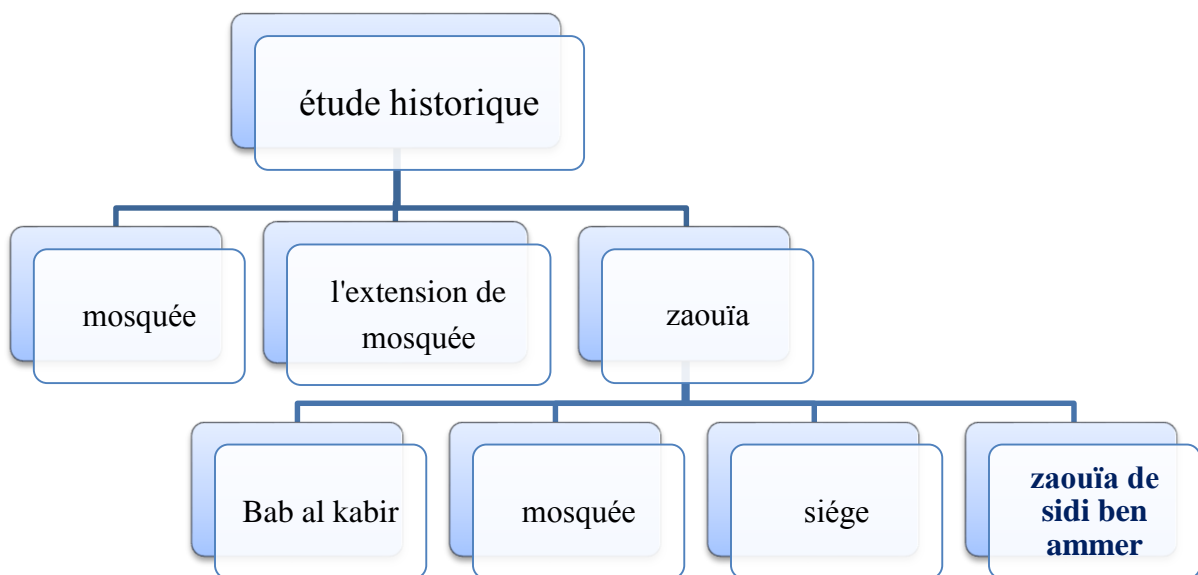 étude historique
mosquée
l'extension de
mosquée
zaouïa
Bab al kabir
mosquée
siége
zaouïa de
sidi ben
ammer